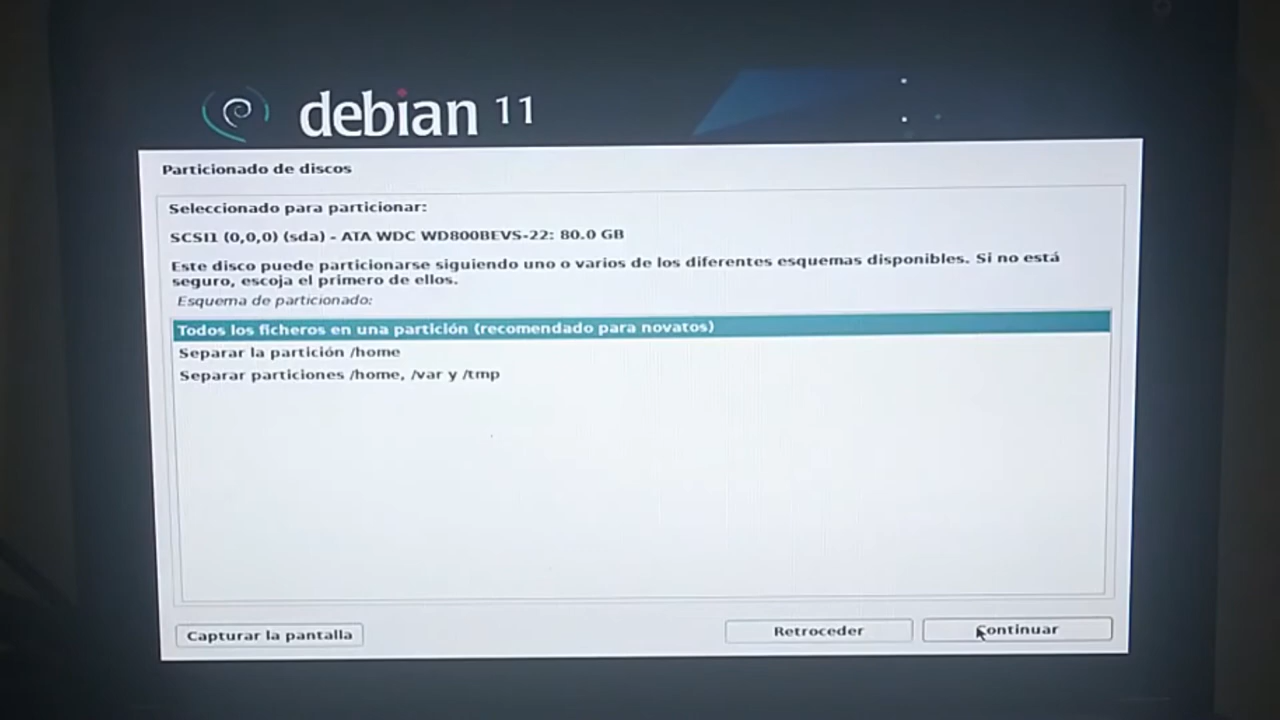 debian 11
Particionado de discos
Seleccionado para particionar:
SCSI1 (0,0,0) (sda) - ATA WDC WD800BEVS-22: 80.0 GB
Este disco puede particionarse siguiendo uno o varios de los diferentes esquemas disponibles. Si no está
seguro, escoja el primero de ellos.
Esquema de particionado:
Todos los ficheros en una partición (recomendado para novatos)
Separar la partición /home
Separar particiones /home, /var y /tmp
Capturar la pantalla
Retroceder
Continuar